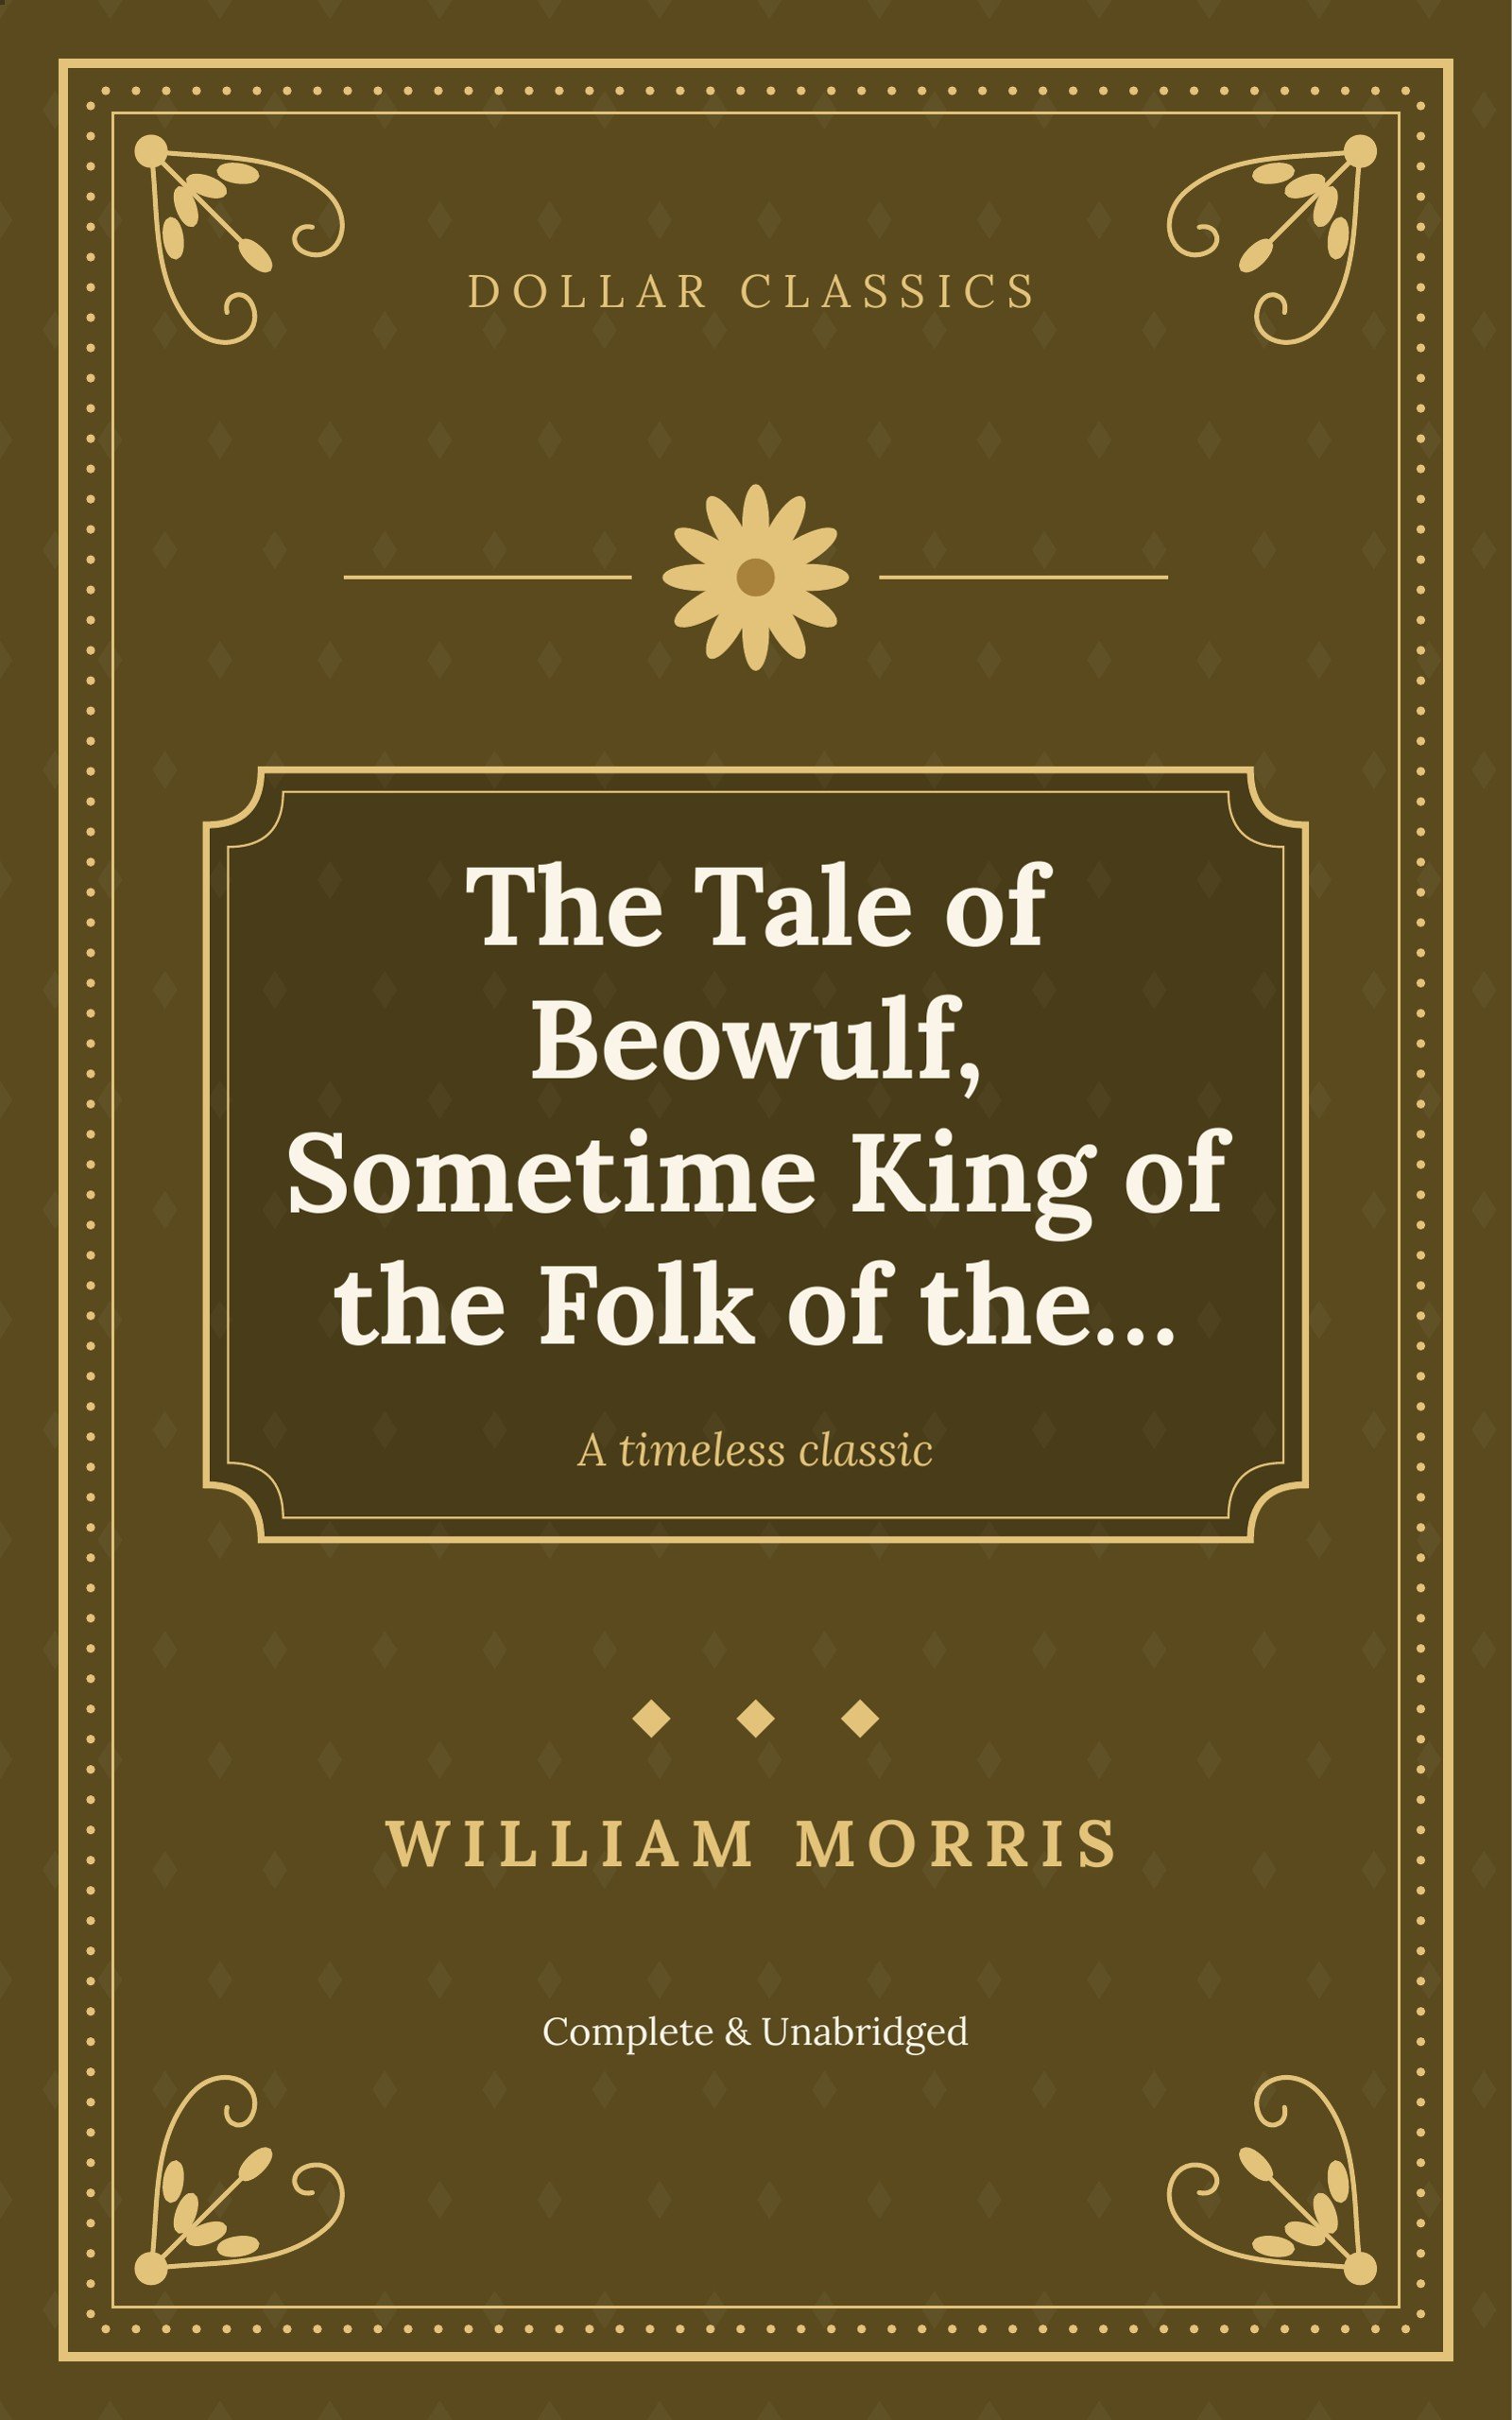 DOLLAR CLASSICS
The Tale of
Beowulf,
Sometime King of
the Folk of the...
A timeless classic
WILLIAM MORRIS
Complete & Unabridged